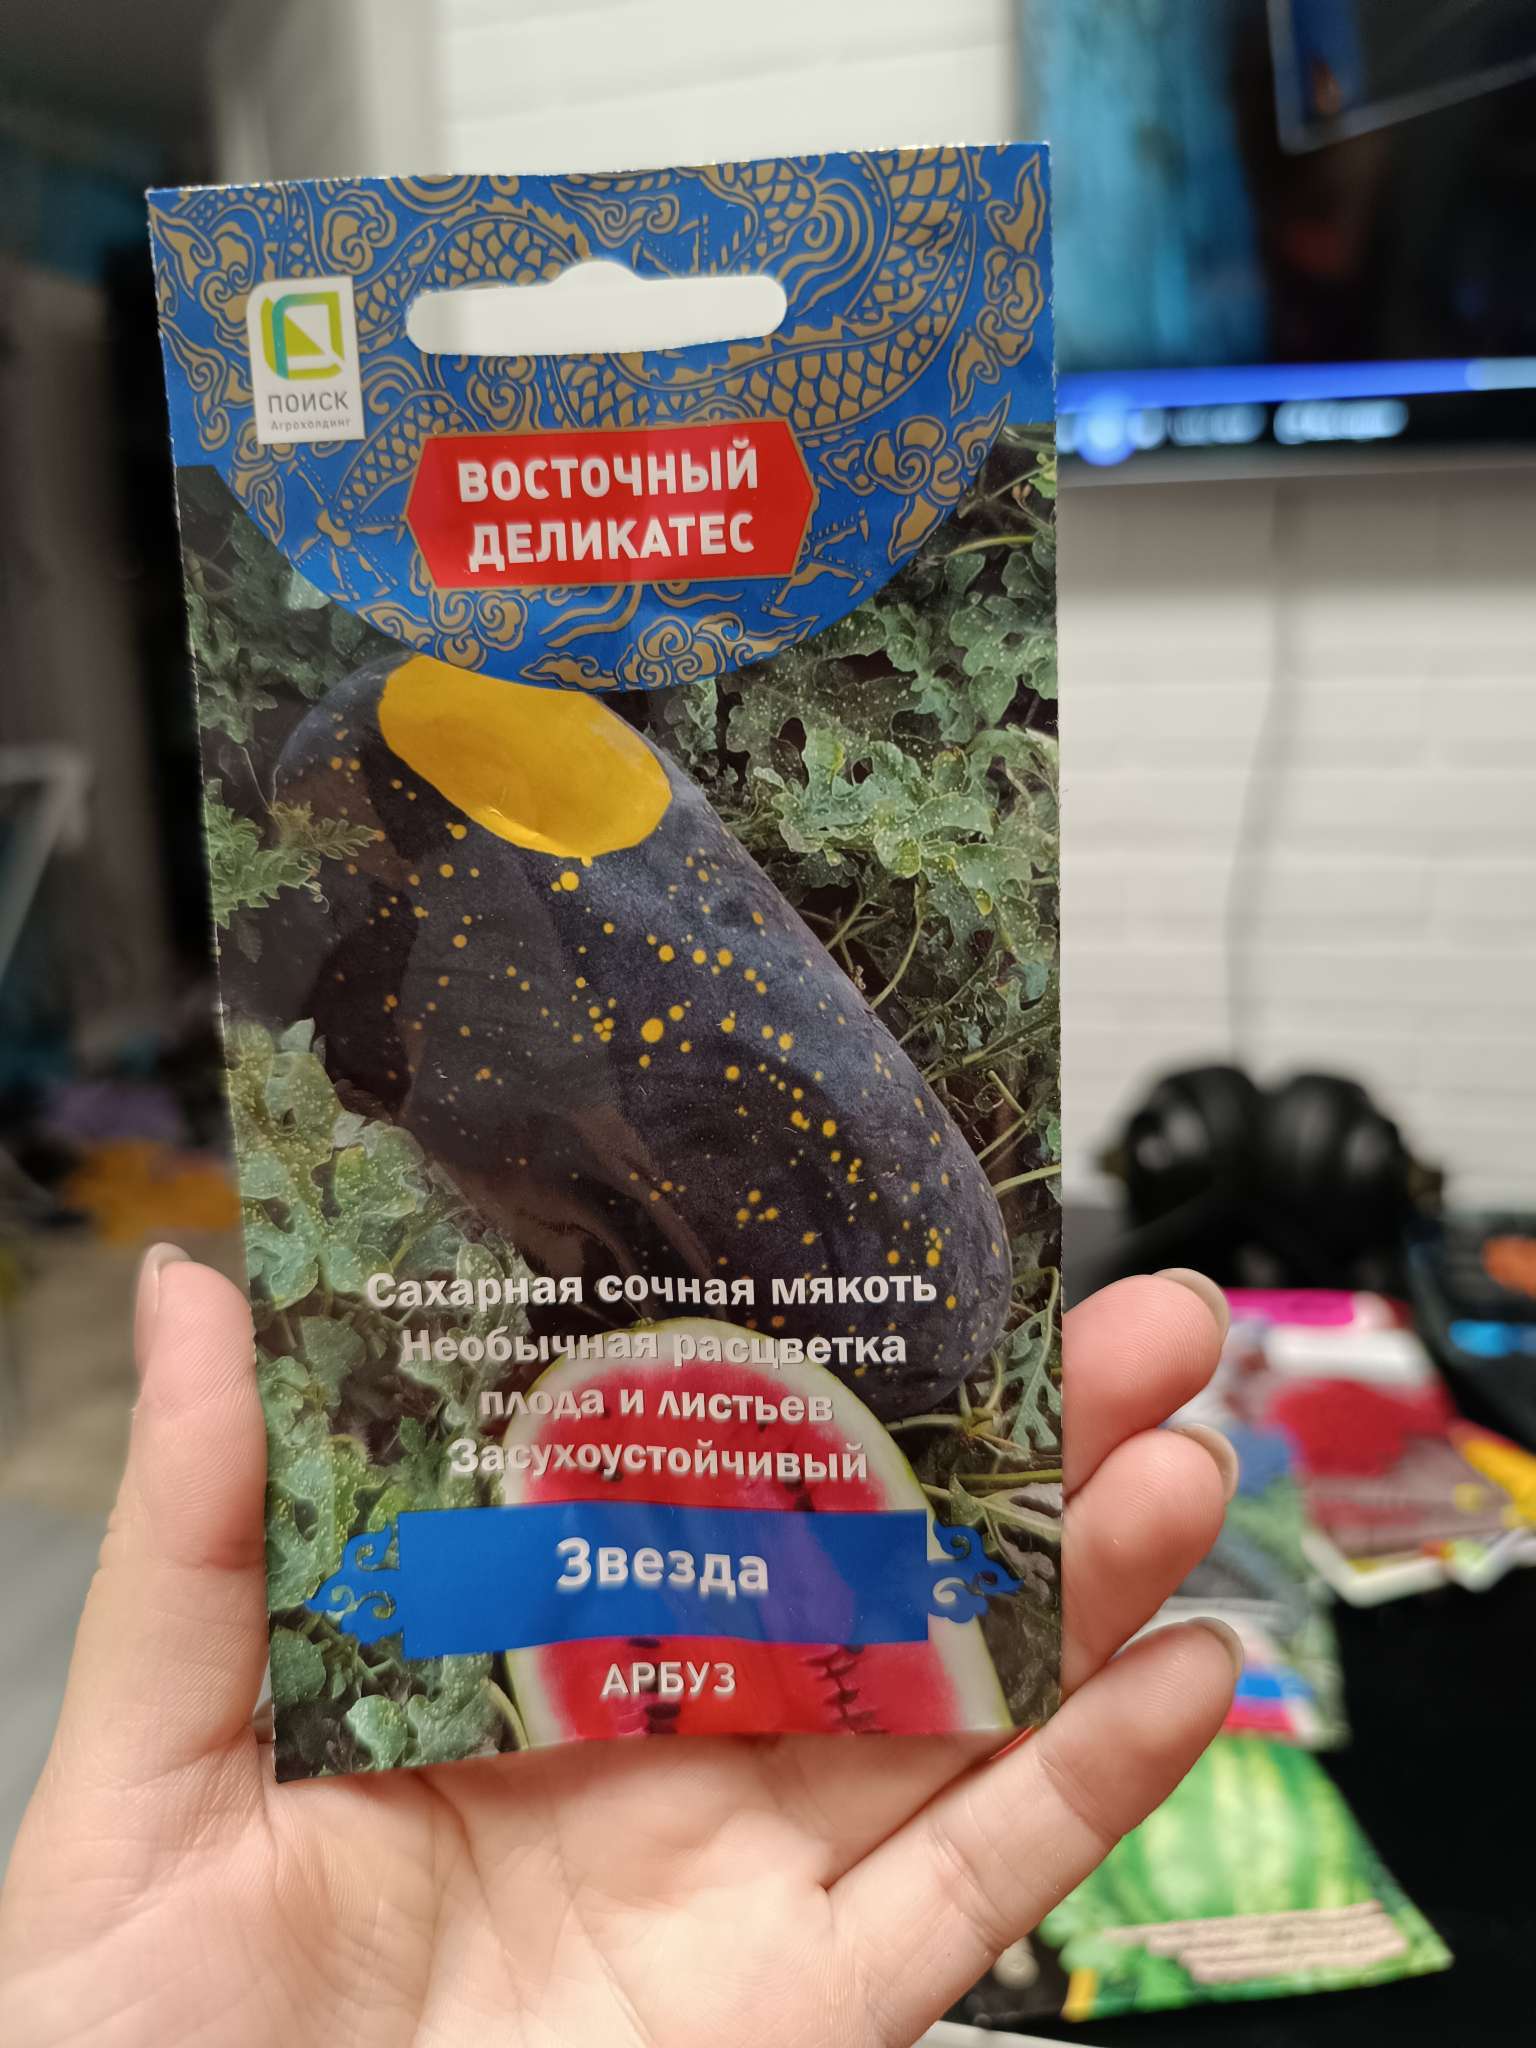 ПОИСК
Агрохолдинг
ВОСТОЧНЫЙ
ДЕЛИКАТЕС
Сахарная сочная мякоть
Необычная расцветка
плода и листьев
Засухоустойчивый
Звезда
АРБУЗ